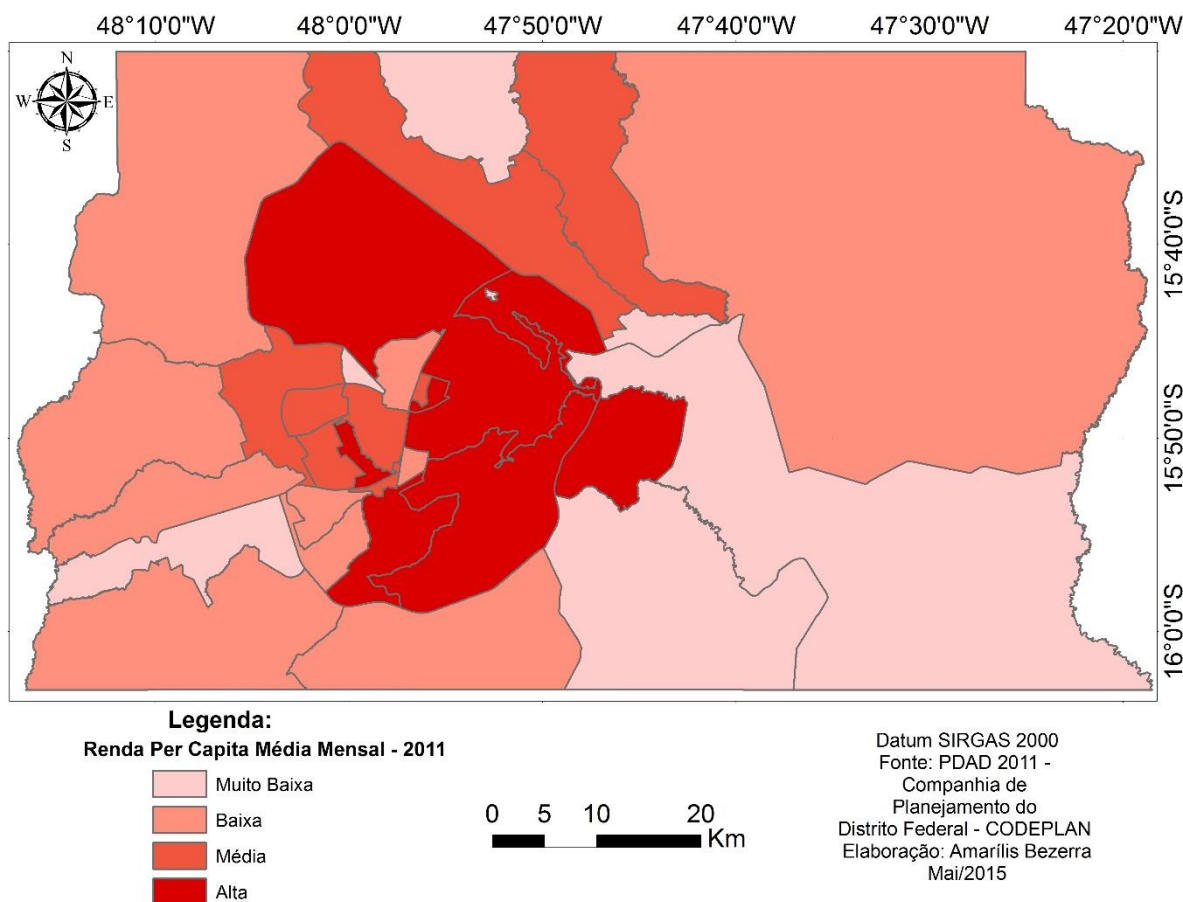 48°10'0"W 48°0'0"W 47°50'0"W 47°40'0"W 47°30'0"W 47°20'0"W
N
W E
S
15°40'0"S
15°50'0"S
16°0'0"S
Legenda:
Renda Per Capita Média Mensal - 2011
Muito Baixa
Baixa
Média
Alta
0 5 10 20
Km
Datum SIRGAS 2000
Fonte: PDAD 2011 -
Companhia de
Planejamento do
Distrito Federal - CODEPLAN
Elaboração: Amarílis Bezerra
Mai/2015